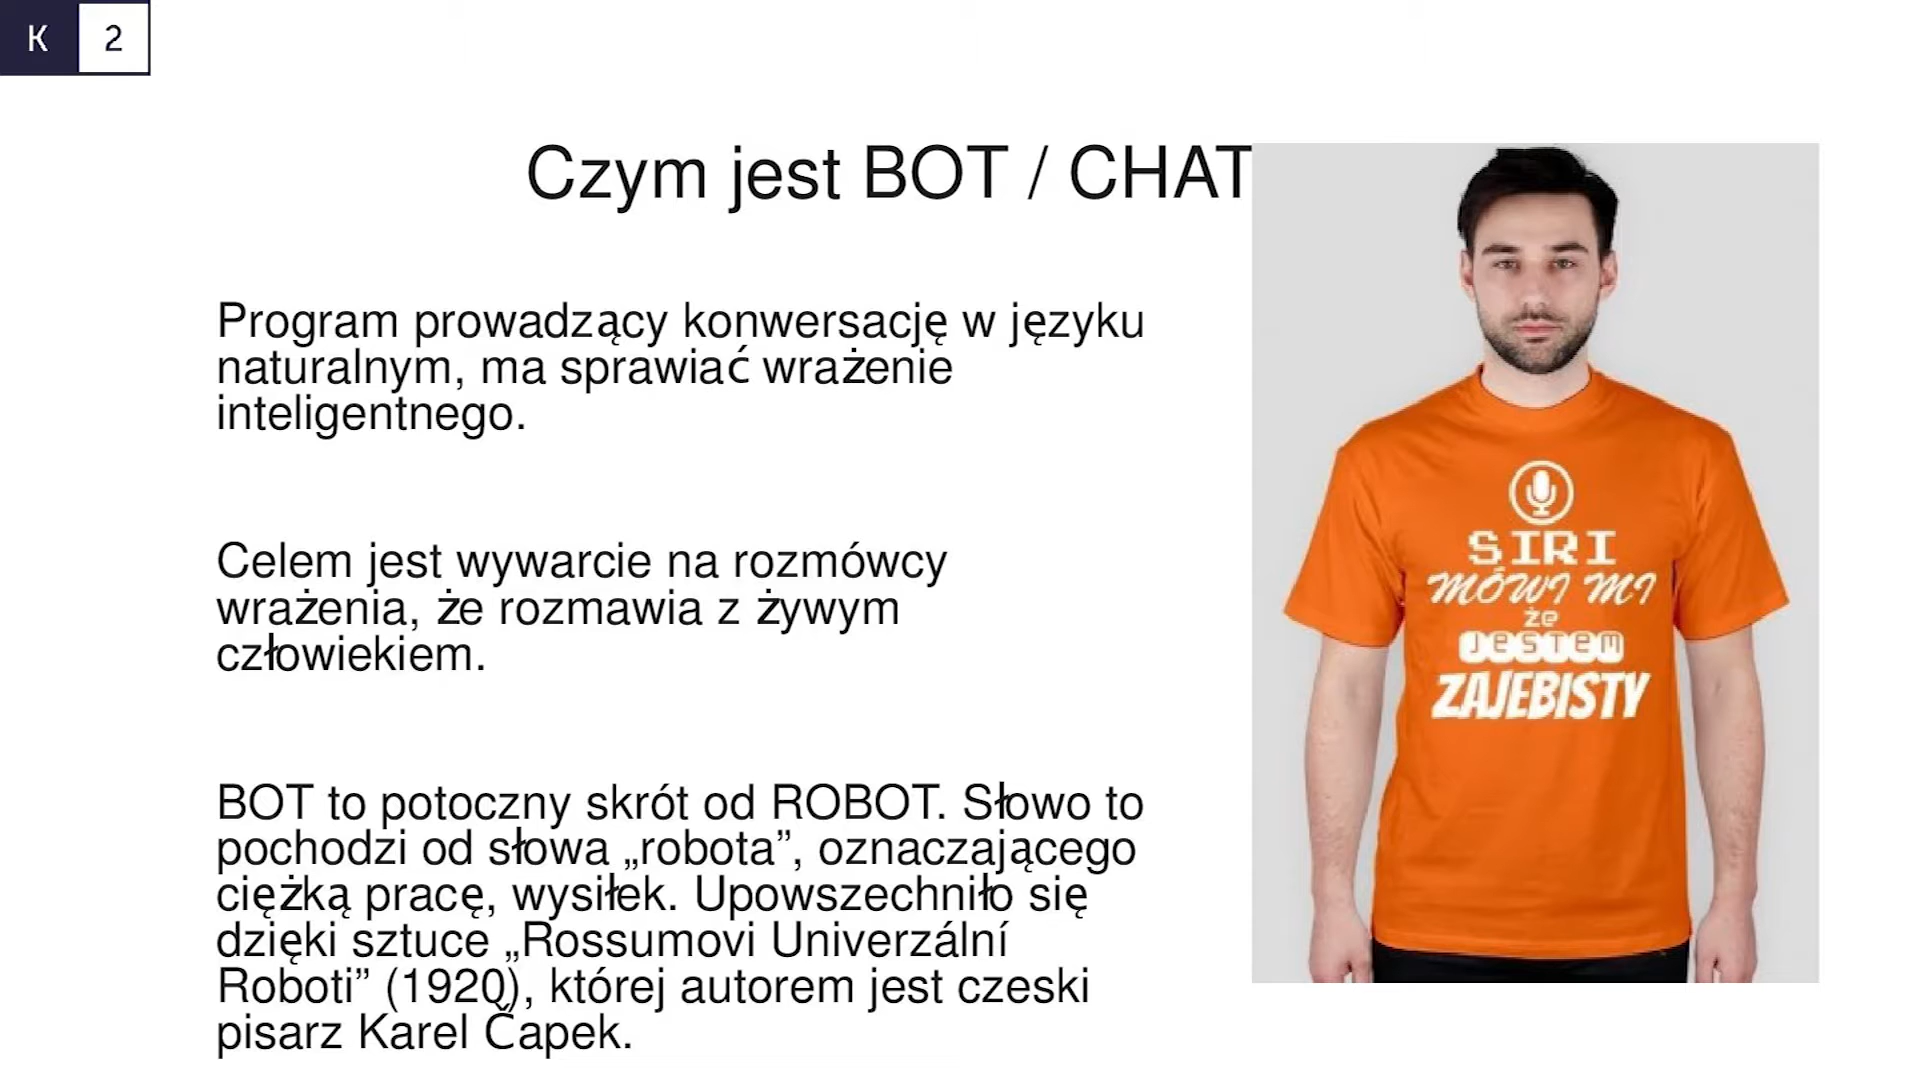 K 2
Czym jest BOT / CHAT
Program prowadzący konwersację w języku
naturalnym, ma sprawiać wrażenie
inteligentnego.
Celem jest wywarcie na rozmówcy
wrażenia, że rozmawia z żywym
człowiekiem.
BOT to potoczny skrót od ROBOT. Słowo to
pochodzi od słowa „robota”, oznaczającego
ciężką pracę, wysiłek. Upowszechniło się
dzięki sztuce „Rossumovi Univerzální
Roboti” (1920), której autorem jest czeski
pisarz Karel Čapek.
SIRI
MÓWI MI
że
jestem
ZAJEBISTY